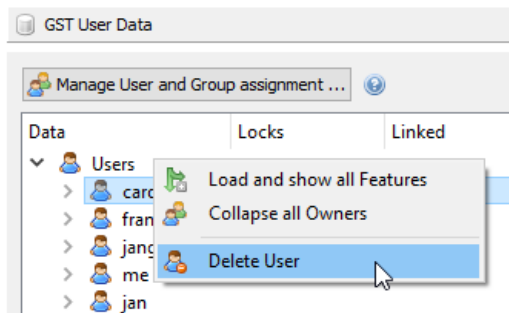 GST User Data
Manage User and Group assignment ...
Data Locks Linked
Users
Load and show all Features
Collapse all Owners
Delete User
me
jan